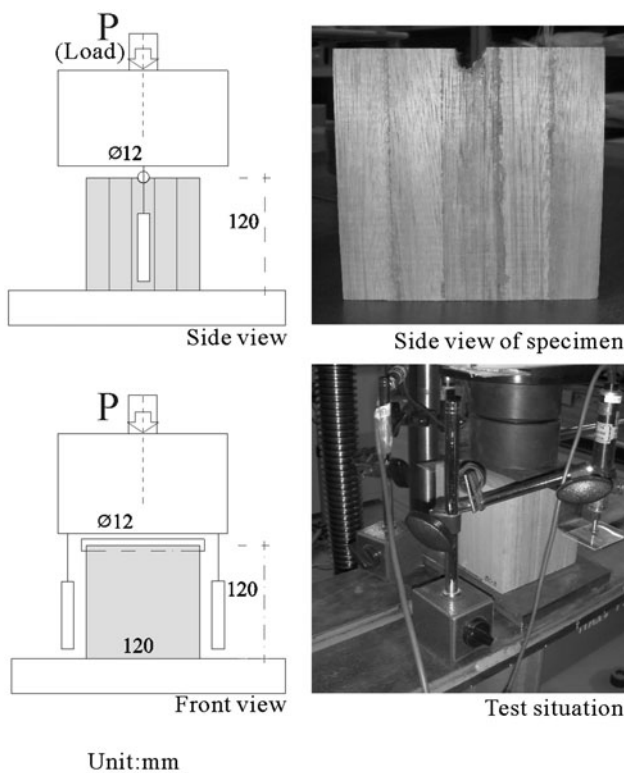 P
(Load)
Ø12
120
Side view
Side view of specimen
P
Ø12
120
120
Front view
Test situation
Unit:mm